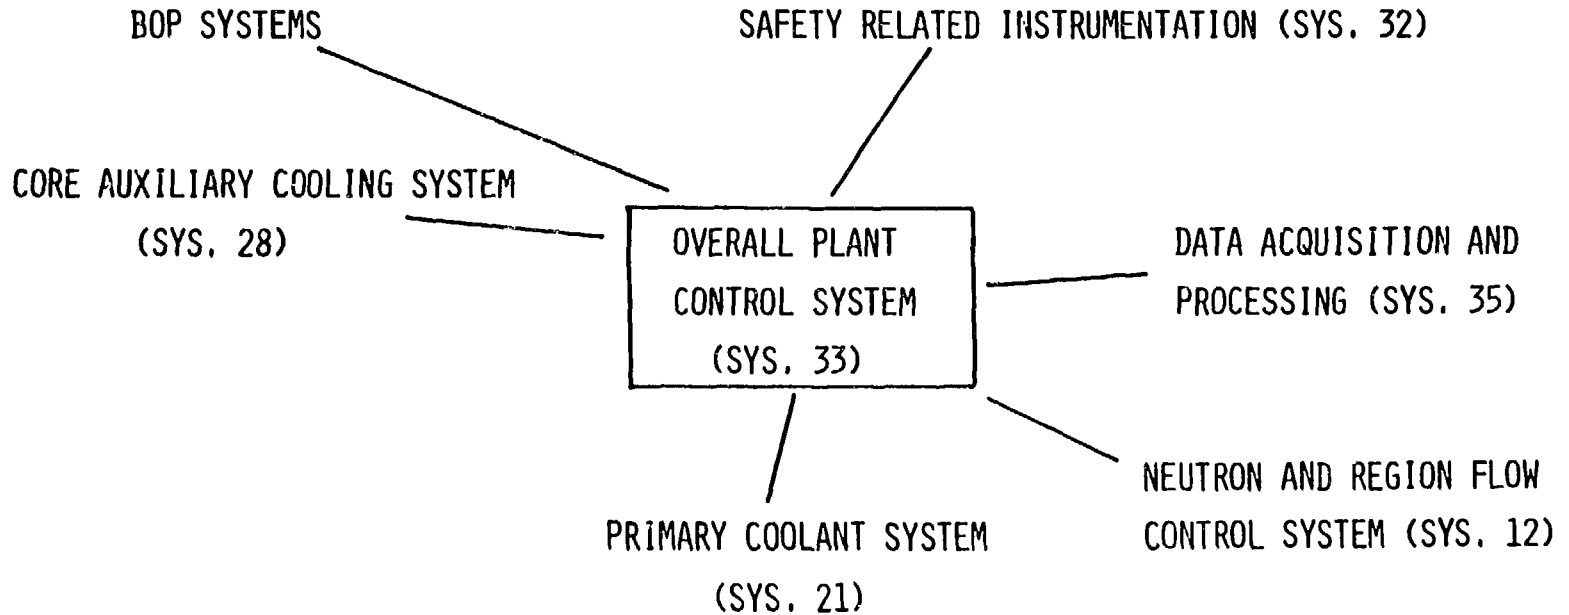 BOP SYSTEMS
SAFETY RELATED INSTRUMENTATION (SYS. 32)
CORE AUXILIARY COOLING SYSTEM
(SYS. 28)
OVERALL PLANT
CONTROL SYSTEM
(SYS. 33)
DATA ACQUISITION AND
PROCESSING (SYS. 35)
NEUTRON AND REGION FLOW
CONTROL SYSTEM (SYS. 12)
PRIMARY COOLANT SYSTEM
(SYS. 21)